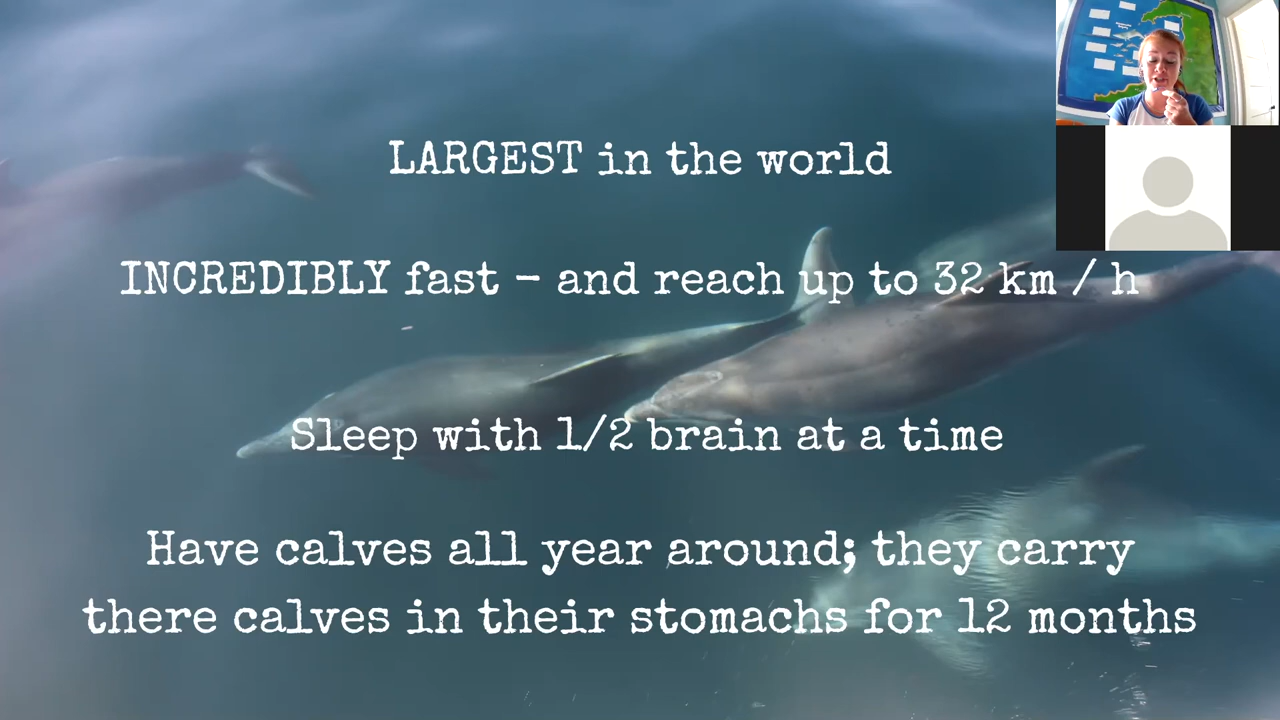 LARGEST in the world
INCREDIBLY fast - and reach up to 32 km / h
Sleep with 1/2 brain at a time
Have calves all year around; they carry
there calves in their stomachs for 12 months